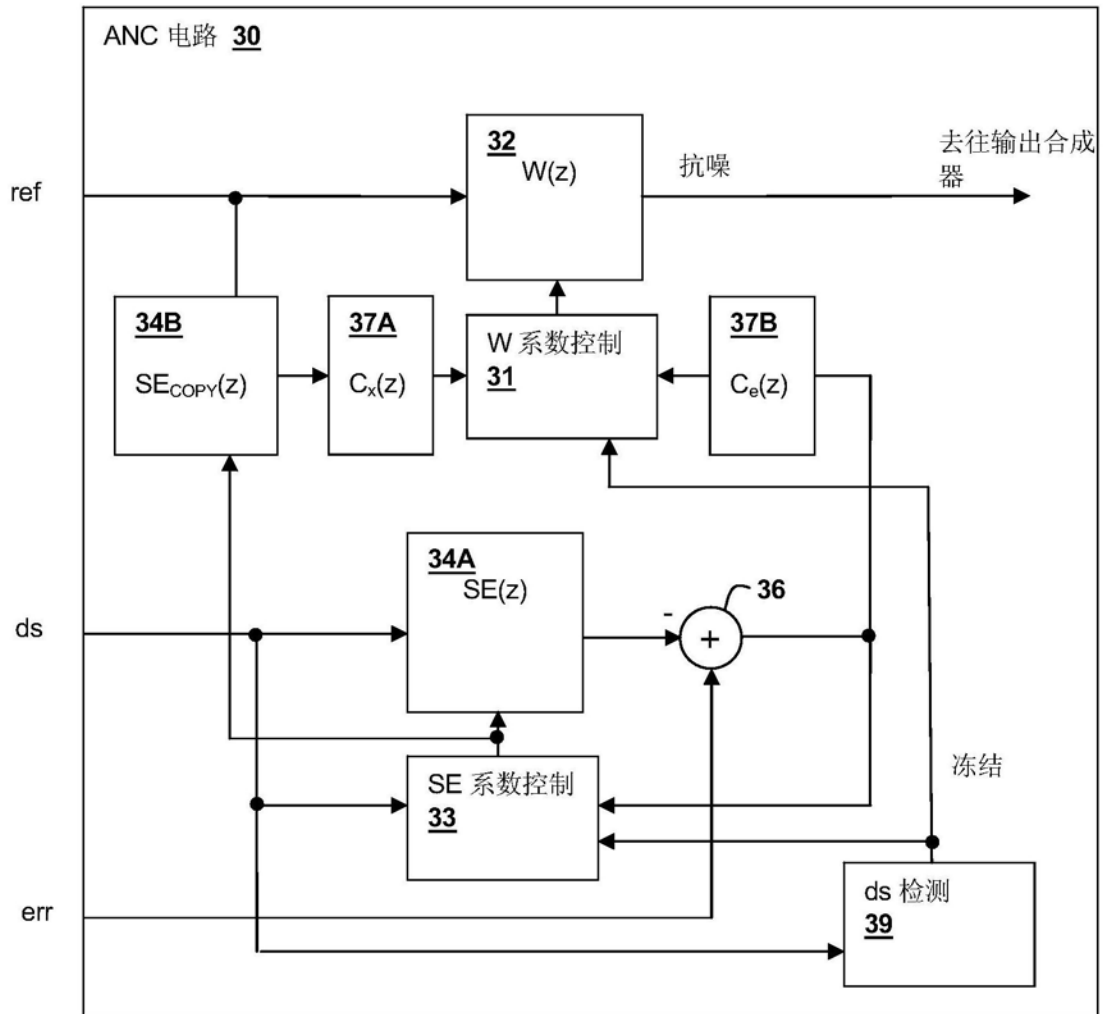 ANC 电路 30
32
W(z)
抗噪
去往输出合成
器
ref
34B
SE_COPY(z)
37A
Cx(z)
W 系数控制
31
37B
Ce(z)
34A
SE(z)
36
-
+
ds
SE 系数控制
33
冻结
ds 检测
39
err